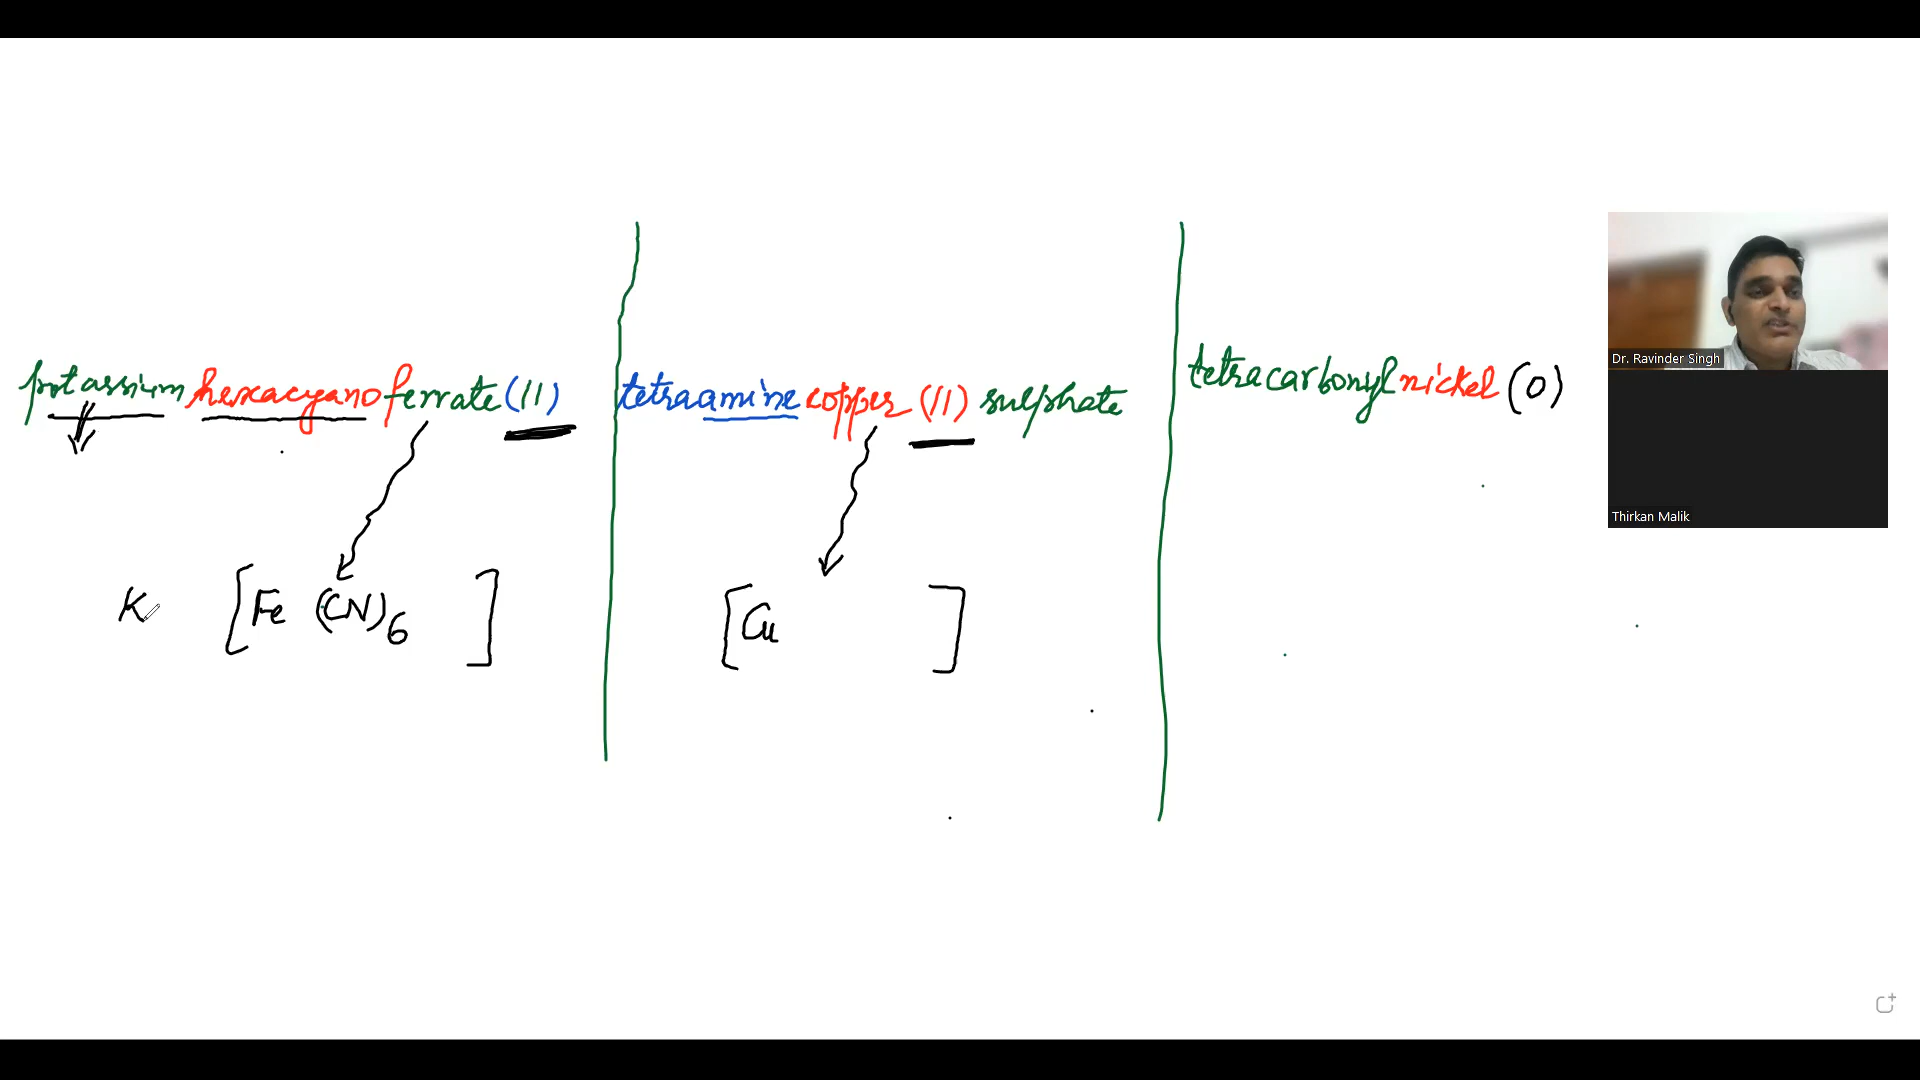 potassium hexacyanoferrate (II)
tetraamine copper (II) sulphate
tetracarbonyl nickel (0)
K [Fe (CN)6 ]
[Cu ]
Dr. Ravinder Singh
Thirkan Malik